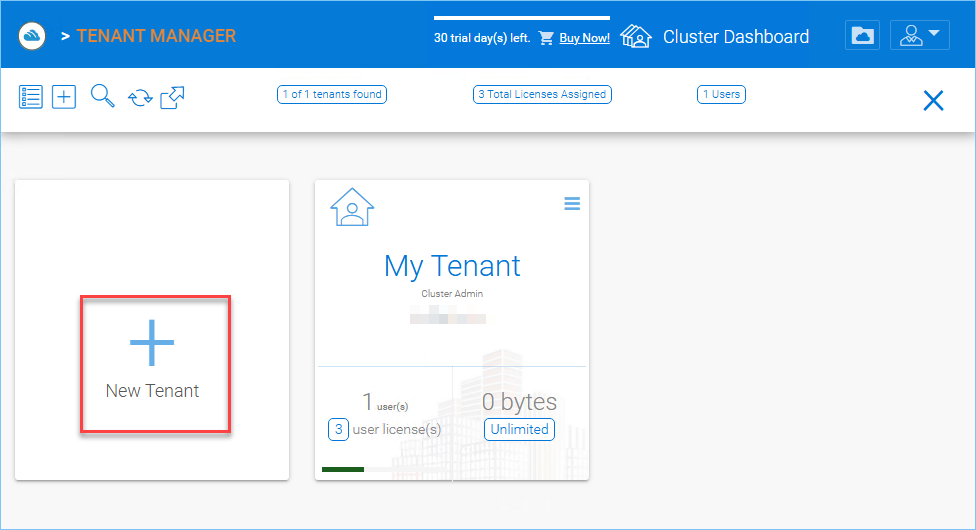 > TENANT MANAGER
30 trial day(s) left. Buy Now!
Cluster Dashboard
1 of 1 tenants found
3 Total Licenses Assigned
1 Users
New Tenant
My Tenant
Cluster Admin
1 user(s)
3 user license(s)
0 bytes
Unlimited